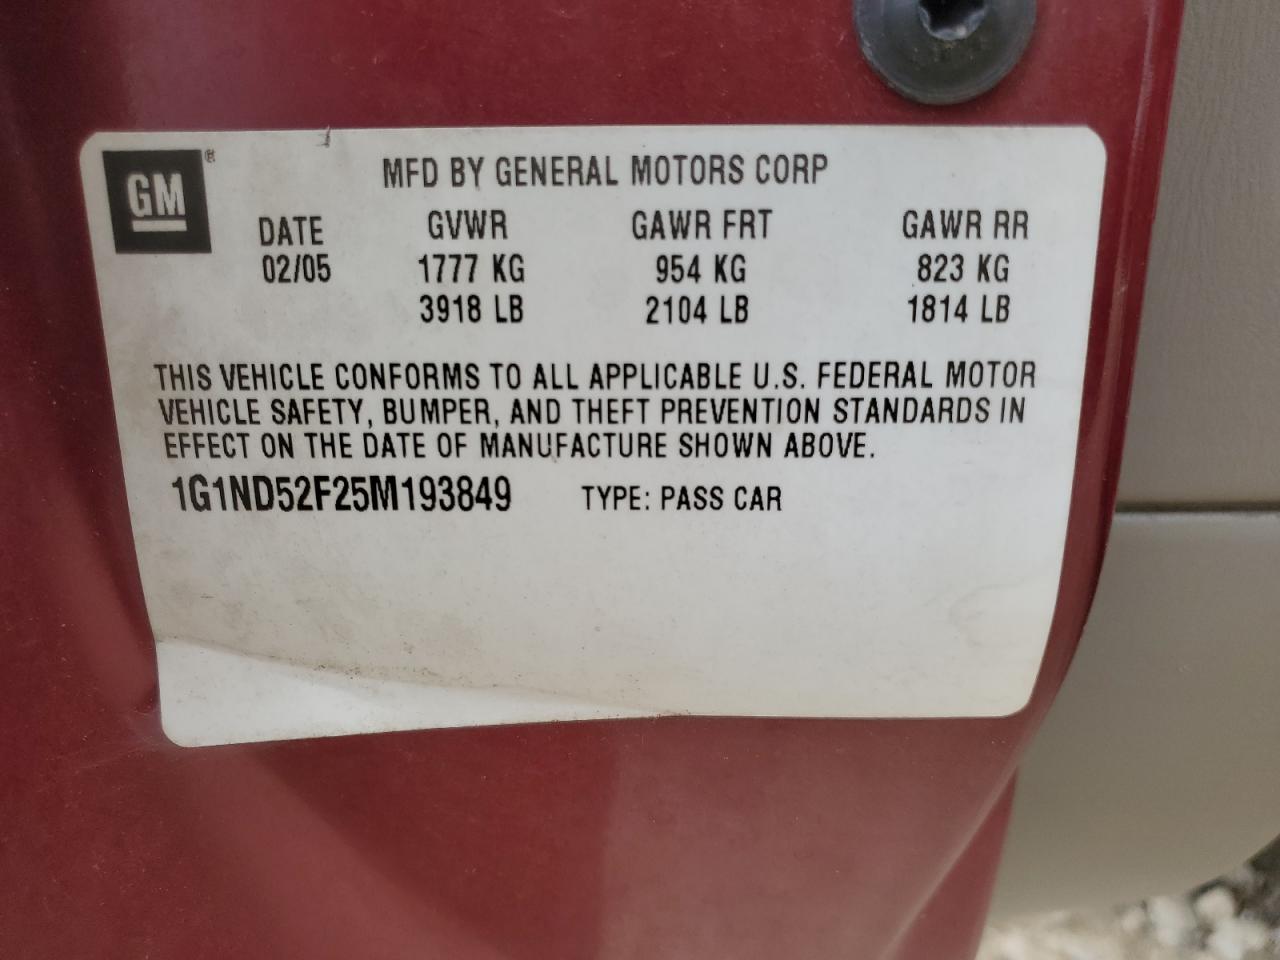 GM®
MFD BY GENERAL MOTORS CORP
DATE GVWR GAWR FRT GAWR RR
02/05 1777 KG 954 KG 823 KG
3918 LB 2104 LB 1814 LB
THIS VEHICLE CONFORMS TO ALL APPLICABLE U.S. FEDERAL MOTOR
VEHICLE SAFETY, BUMPER, AND THEFT PREVENTION STANDARDS IN
EFFECT ON THE DATE OF MANUFACTURE SHOWN ABOVE.
1G1ND52F25M193849 TYPE: PASS CAR